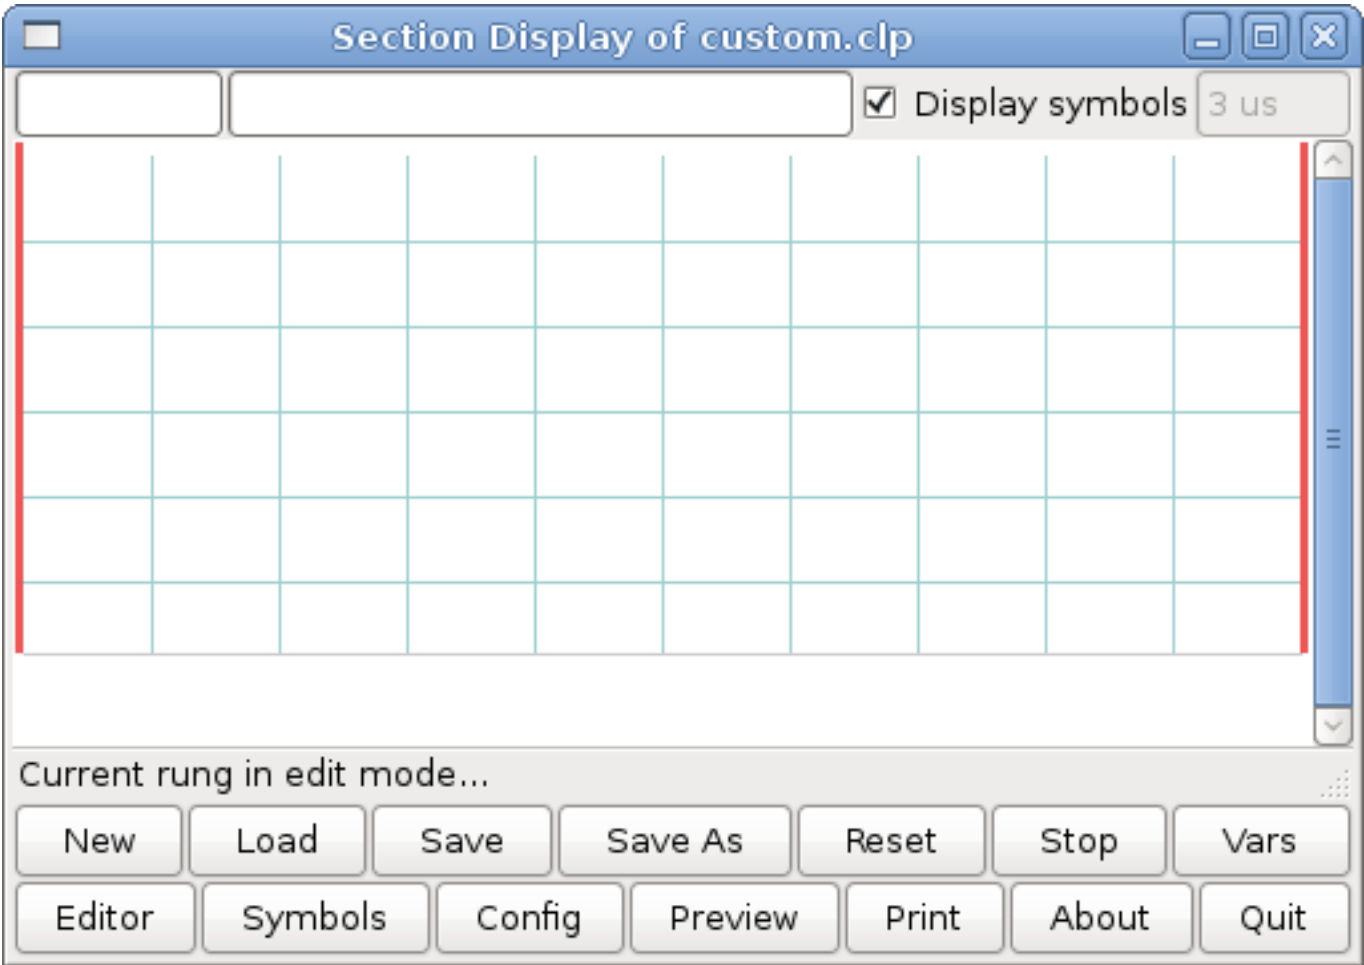 Section Display of custom.clp
Display symbols 3 us
Current rung in edit mode...
New Load Save Save As Reset Stop Vars
Editor Symbols Config Preview Print About Quit